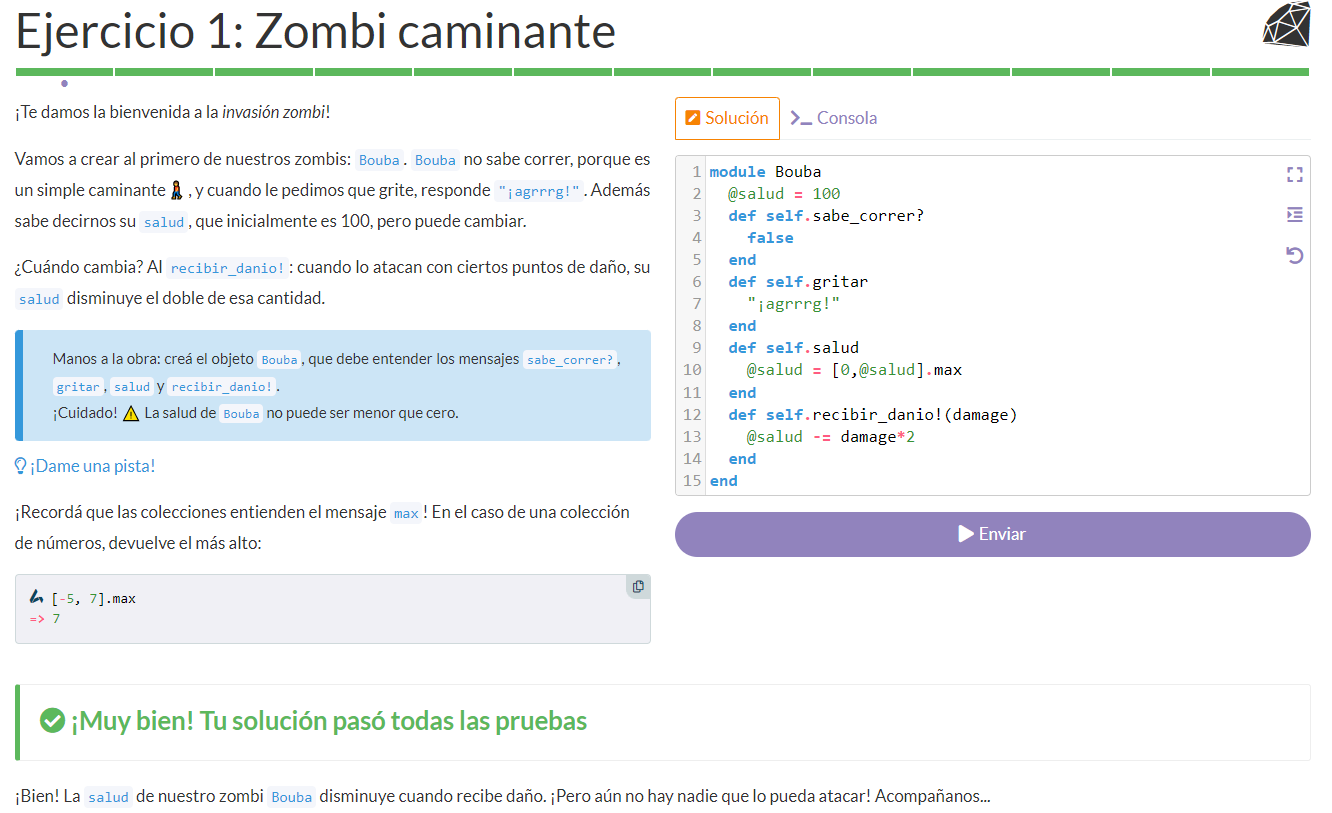 Ejercicio 1: Zombi caminante
¡Te damos la bienvenida a la invasión zombi!
Vamos a crear al primero de nuestros zombis: Bouba. Bouba no sabe correr, porque es
un simple caminante , y cuando le pedimos que grite, responde "¡agrrrg!". Además
sabe decirnos su salud, que inicialmente es 100, pero puede cambiar.
¿Cuándo cambia? Al recibir_danio!: cuando lo atacan con ciertos puntos de daño, su
salud disminuye el doble de esa cantidad.
Manos a la obra: creá el objeto Bouba, que debe entender los mensajes sabe_correr?,
gritar, salud y recibir_danio!.
¡Cuidado! ⚠ La salud de Bouba no puede ser menor que cero.
¡Dame una pista!
¡Recordá que las colecciones entienden el mensaje max! En el caso de una colección
de números, devuelve el más alto:
[-5, 7].max
=> 7
Solución
Consola
1 module Bouba
2   @salud = 100
3   def self.sabe_correr?
4     false
5   end
6   def self.gritar
7     "¡agrrrg!"
8   end
9   def self.salud
10     @salud = [0,@salud].max
11   end
12   def self.recibir_danio!(damage)
13     @salud -= damage*2
14   end
15 end
Enviar
¡Muy bien! Tu solución pasó todas las pruebas
¡Bien! La salud de nuestro zombi Bouba disminuye cuando recibe daño. ¡Pero aún no hay nadie que lo pueda atacar! Acompañanos...